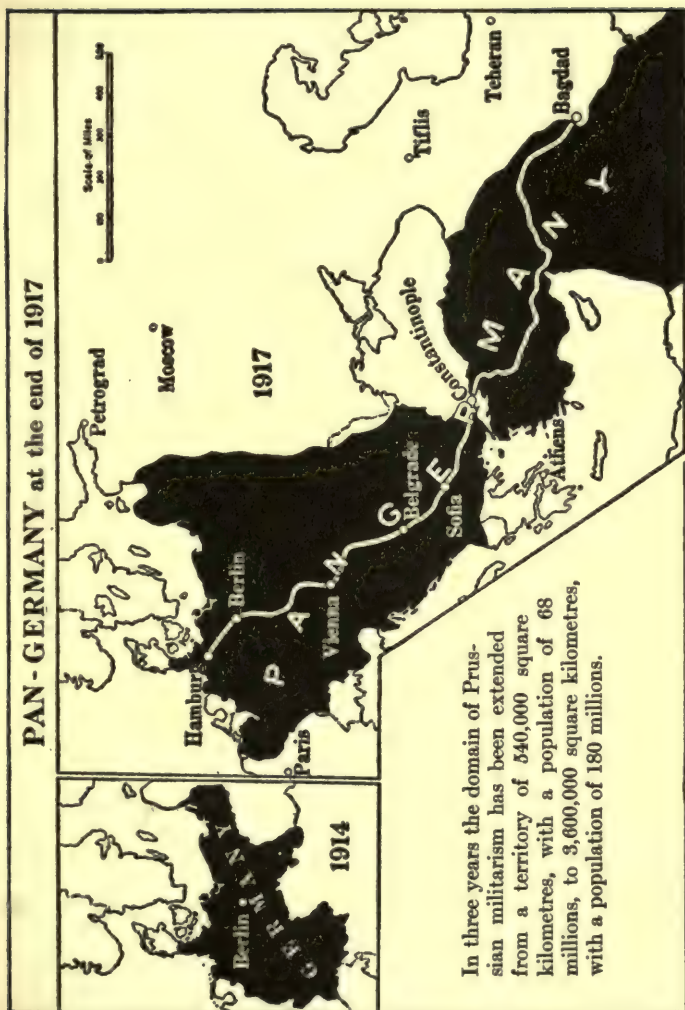 PAN-GERMANY at the end of 1917
Berlin
GERMANY
1914
Scale of Miles
Petrograd
Moscow
1917
Hamburg
Berlin
Paris
Vienna
Belgrade
Sofia
Constantinople
Athens
Tiflis
Teheran
Bagdad
PAN GERMANY
In three years the domain of Prus-
sian militarism has been extended
from a territory of 540,000 square
kilometres, with a population of 68
millions, to 3,600,000 square kilometres,
with a population of 180 millions.